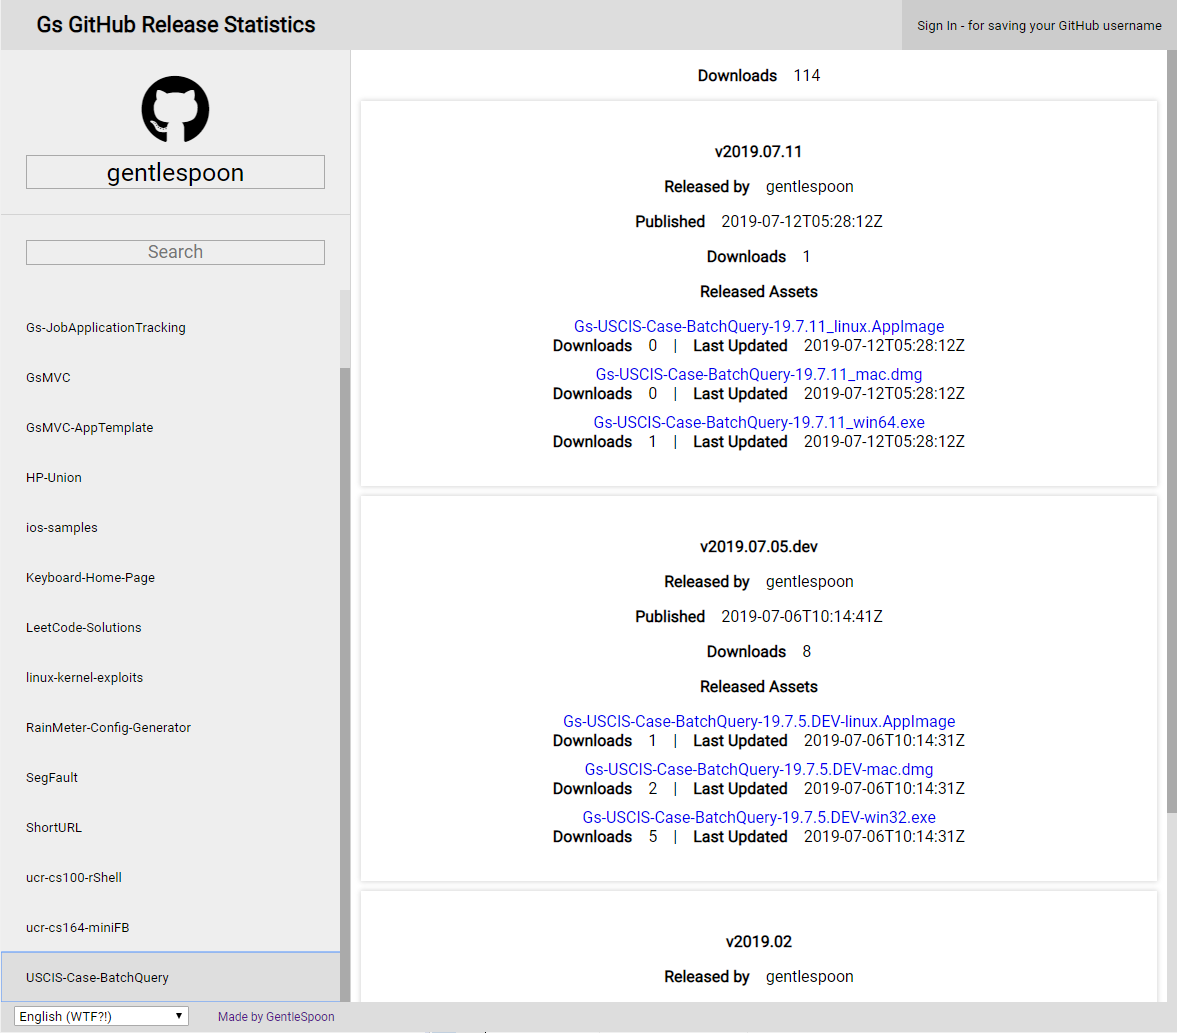 Gs GitHub Release Statistics
Sign In - for saving your GitHub username
gentlespoon
Search
Gs-JobApplicationTracking
GsMVC
GsMVC-AppTemplate
HP-Union
ios-samples
Keyboard-Home-Page
LeetCode-Solutions
linux-kernel-exploits
RainMeter-Config-Generator
SegFault
ShortURL
ucr-cs100-rShell
ucr-cs164-miniFB
USCIS-Case-BatchQuery
Downloads 114
v2019.07.11
Released by gentlespoon
Published 2019-07-12T05:28:12Z
Downloads 1
Released Assets
Gs-USCIS-Case-BatchQuery-19.7.11_linux.AppImage
Downloads 0 | Last Updated 2019-07-12T05:28:12Z
Gs-USCIS-Case-BatchQuery-19.7.11_mac.dmg
Downloads 0 | Last Updated 2019-07-12T05:28:12Z
Gs-USCIS-Case-BatchQuery-19.7.11_win64.exe
Downloads 1 | Last Updated 2019-07-12T05:28:12Z
v2019.07.05.dev
Released by gentlespoon
Published 2019-07-06T10:14:41Z
Downloads 8
Released Assets
Gs-USCIS-Case-BatchQuery-19.7.5.DEV-linux.AppImage
Downloads 1 | Last Updated 2019-07-06T10:14:31Z
Gs-USCIS-Case-BatchQuery-19.7.5.DEV-mac.dmg
Downloads 2 | Last Updated 2019-07-06T10:14:31Z
Gs-USCIS-Case-BatchQuery-19.7.5.DEV-win32.exe
Downloads 5 | Last Updated 2019-07-06T10:14:31Z
v2019.02
Released by gentlespoon
English (WTF?!)
Made by GentleSpoon